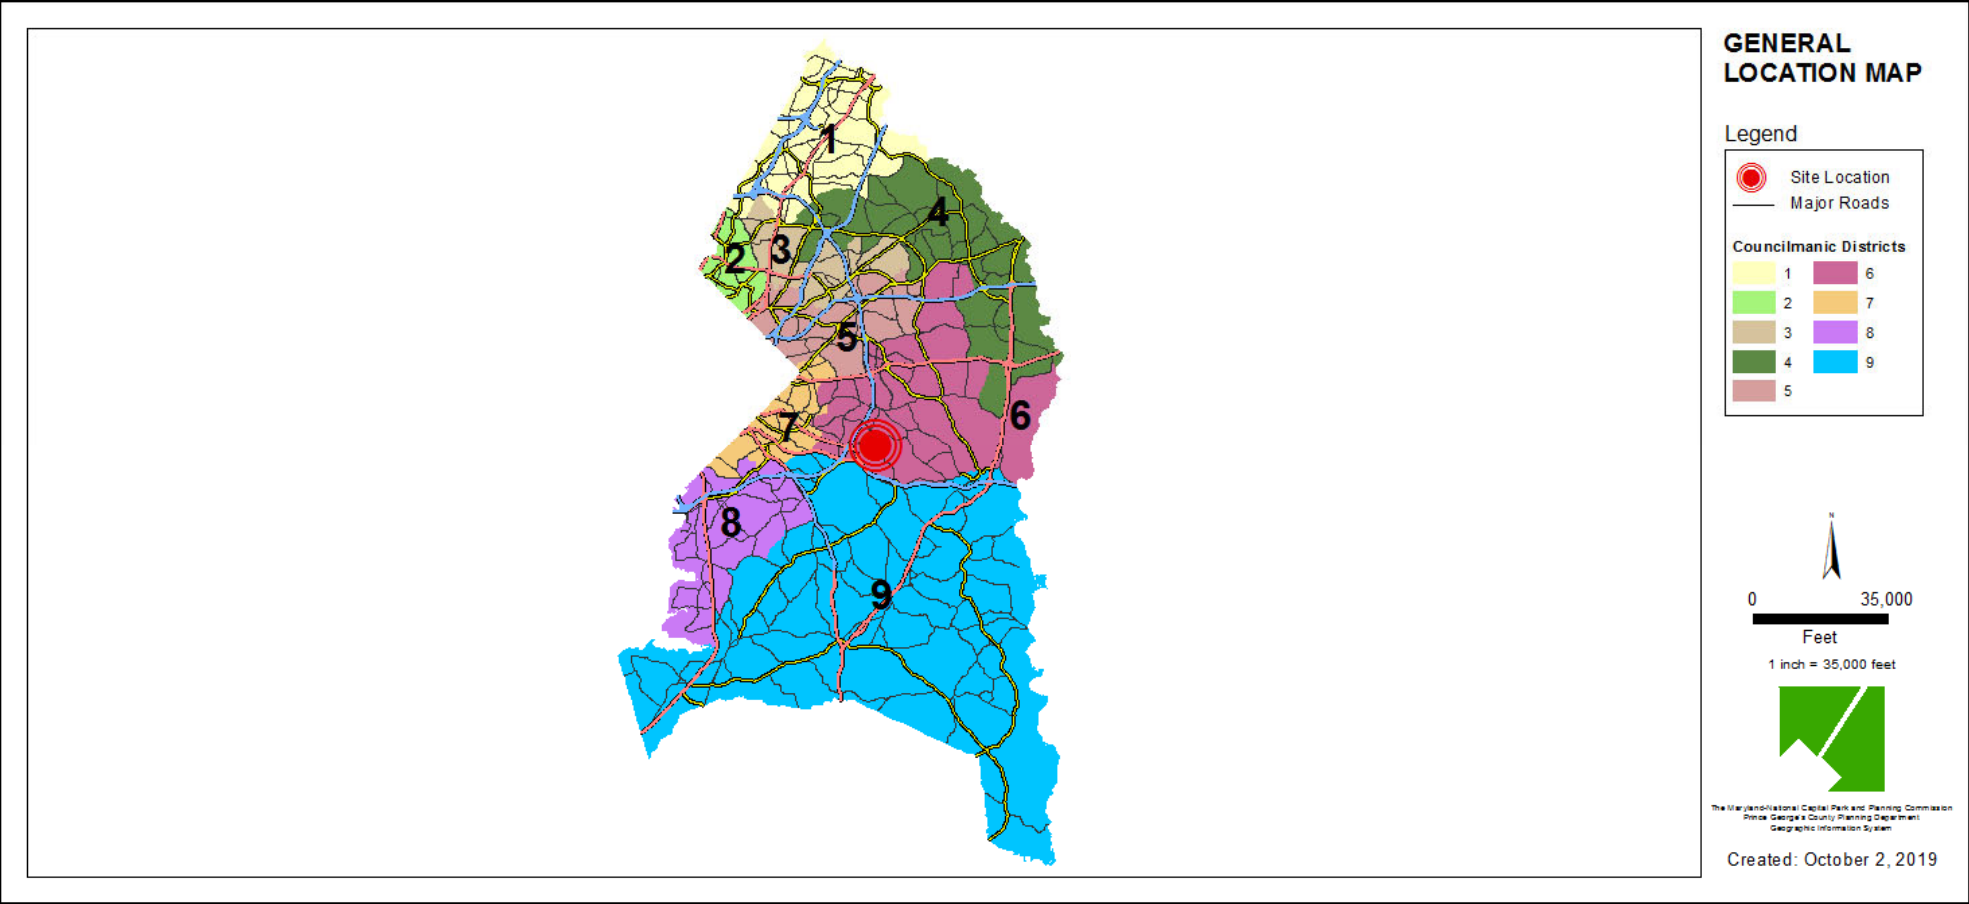 GENERAL
LOCATION MAP
Legend
Site Location
Major Roads
Councilmanic Districts
1 6
2 7
3 8
4 9
5
1
4
2 3
5
6
7
8
9
N
0 35,000
Feet
1 inch = 35,000 feet
The Maryland-National Capital Park and Planning Commission
Prince George's County Planning Department
Geographic Information System
Created: October 2, 2019